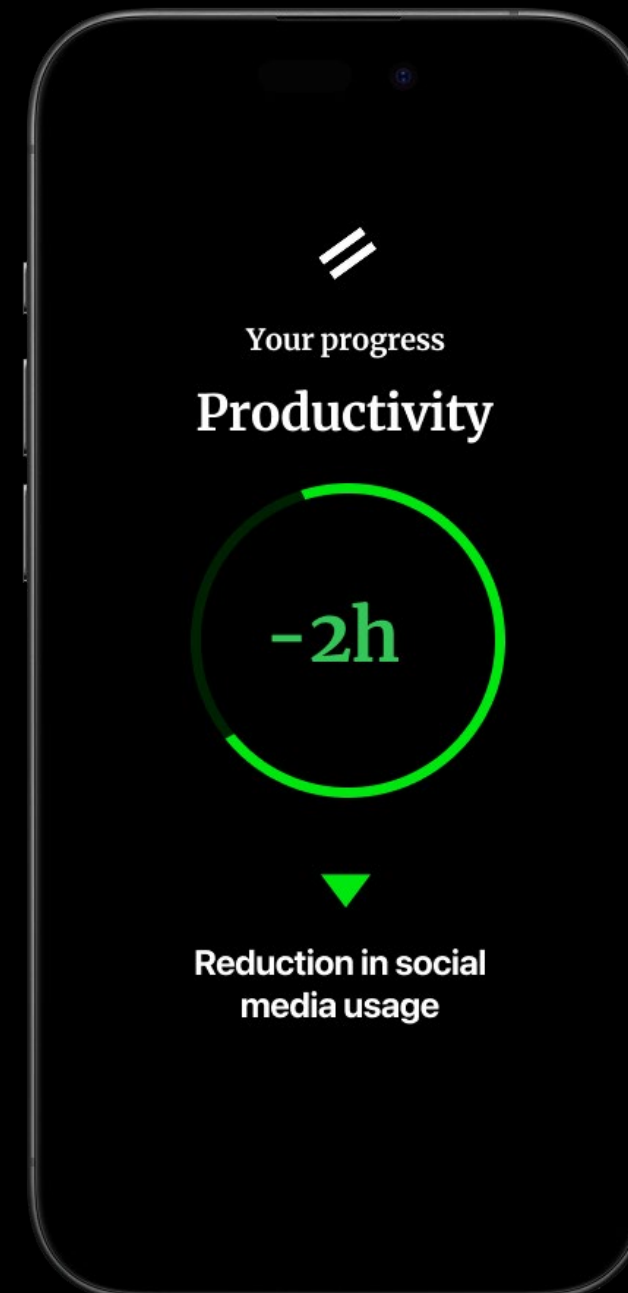 Your progress
Productivity
-2h
Reduction in social
media usage